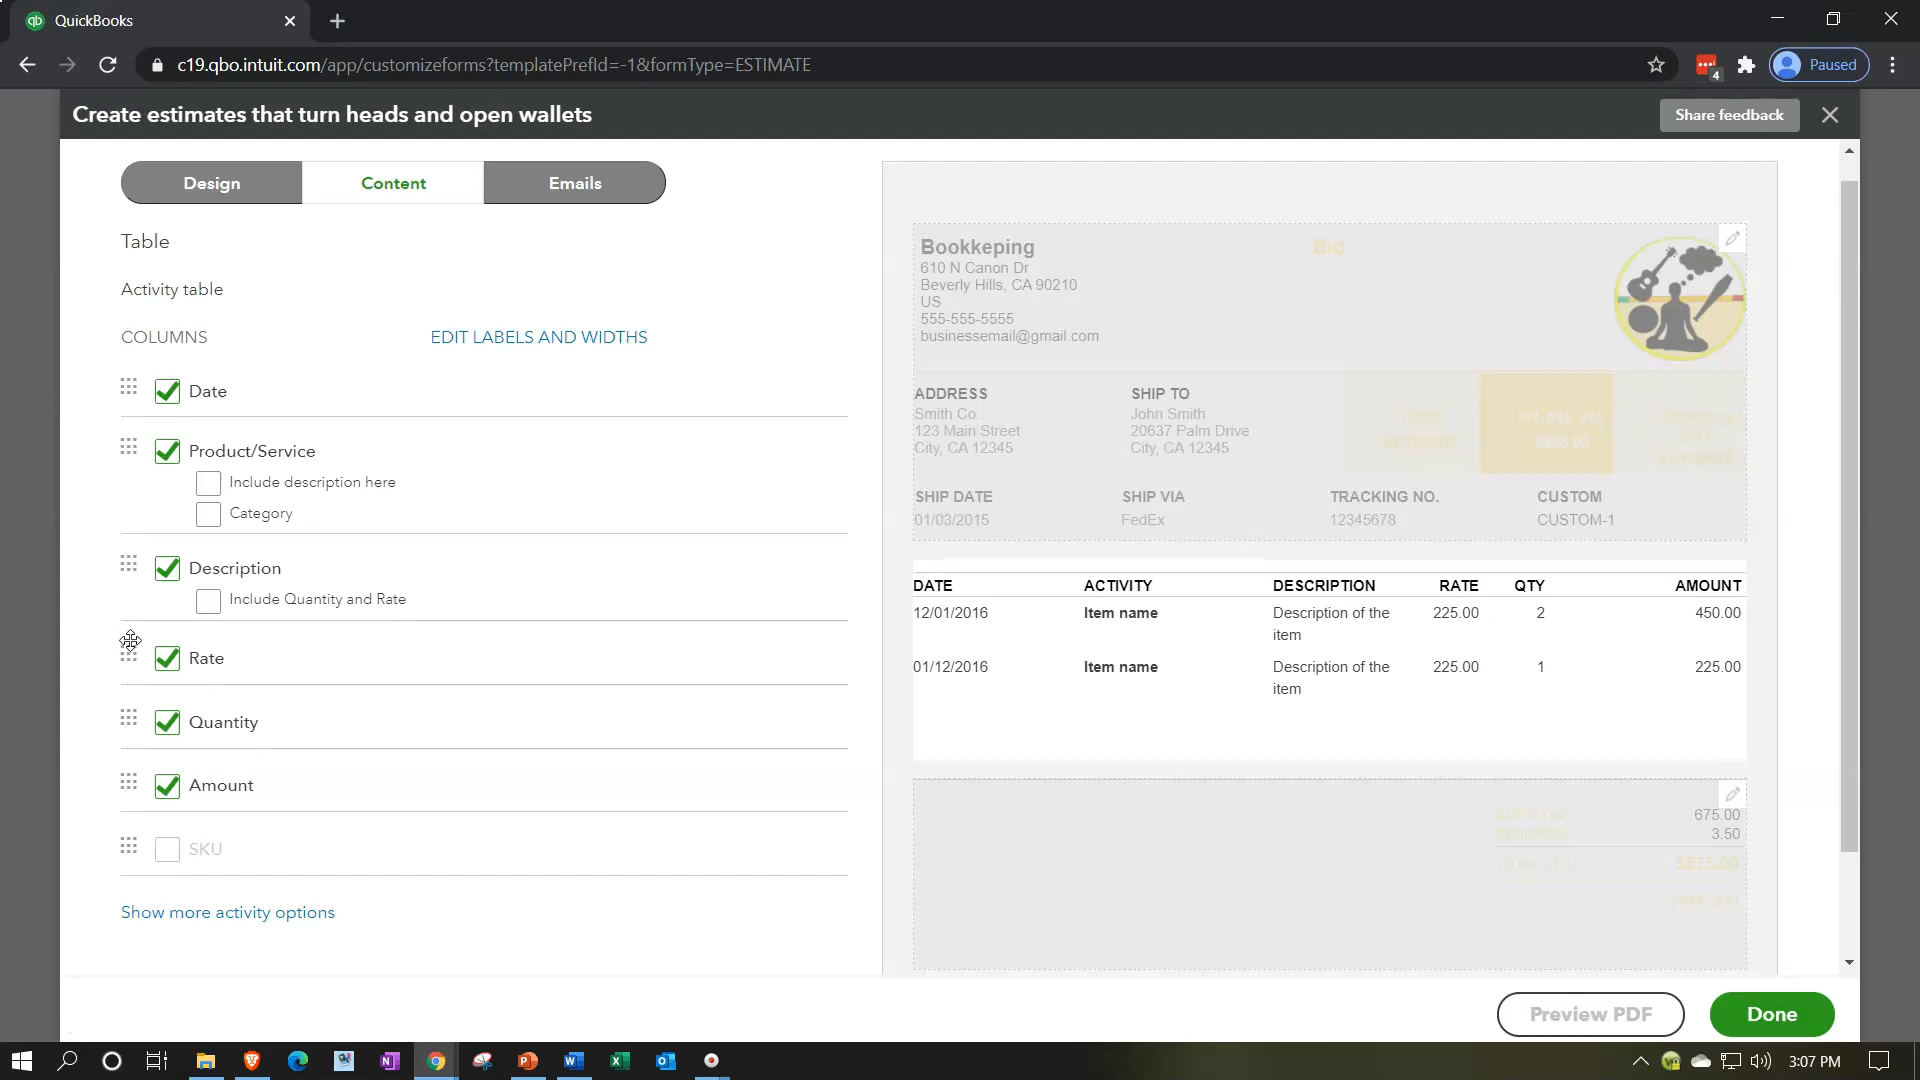 QuickBooks
c19.qbo.intuit.com/app/customizeforms?templatePrefId=-1&formType=ESTIMATE
4
Paused
Create estimates that turn heads and open wallets
Share feedback
Design
Content
Emails
Table
Activity table
COLUMNS
EDIT LABELS AND WIDTHS
Date
Product/Service
Include description here
Category
Description
Include Quantity and Rate
Rate
Quantity
Amount
SKU
Show more activity options
Bookkeping
Bid
610 N Canon Dr
Beverly Hills, CA 90210
US
555-555-5555
businessemail@gmail.com
ADDRESS SHIP TO
Smith Co. John Smith
123 Main Street 20637 Palm Drive
City, CA 12345 City, CA 12345
SHIP DATE SHIP VIA TRACKING NO. CUSTOM
01/03/2015 FedEx 12345678 CUSTOM-1
DATE ACTIVITY DESCRIPTION RATE QTY AMOUNT
12/01/2016 Item name Description of the 225.00 2 450.00
item
01/12/2016 Item name Description of the 225.00 1 225.00
item
SUBTOTAL 675.00
SHIPPING 3.50
$675.00
Preview PDF
Done
3:07 PM